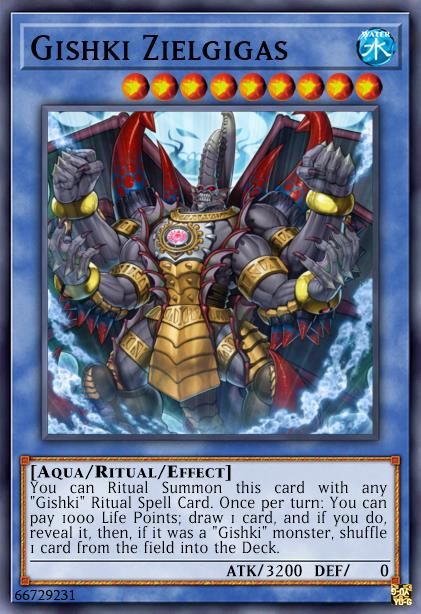 Gishki Zielgigas
WATER
水
[Aqua/Ritual/Effect]
You can Ritual Summon this card with any
"Gishki" Ritual Spell Card. Once per turn: You can
pay 1000 Life Points; draw 1 card, and if you do,
reveal it, then, if it was a "Gishki" monster, shuffle
1 card from the field into the Deck.
ATK/3200 DEF/ 0
66729231